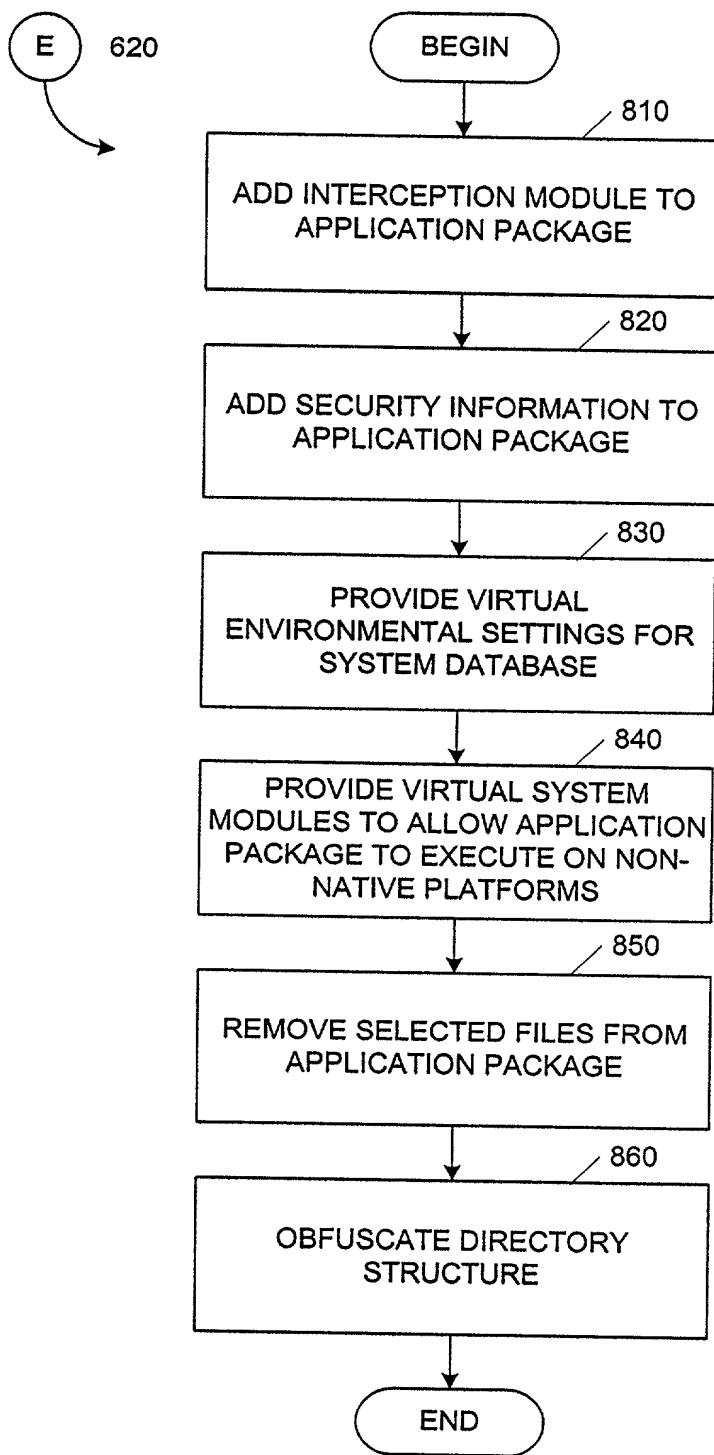 E 620 BEGIN
810
ADD INTERCEPTION MODULE TO
APPLICATION PACKAGE
820
ADD SECURITY INFORMATION TO
APPLICATION PACKAGE
830
PROVIDE VIRTUAL
ENVIRONMENTAL SETTINGS FOR
SYSTEM DATABASE
840
PROVIDE VIRTUAL SYSTEM
MODULES TO ALLOW APPLICATION
PACKAGE TO EXECUTE ON NON-
NATIVE PLATFORMS
850
REMOVE SELECTED FILES FROM
APPLICATION PACKAGE
860
OBFUSCATE DIRECTORY
STRUCTURE
END